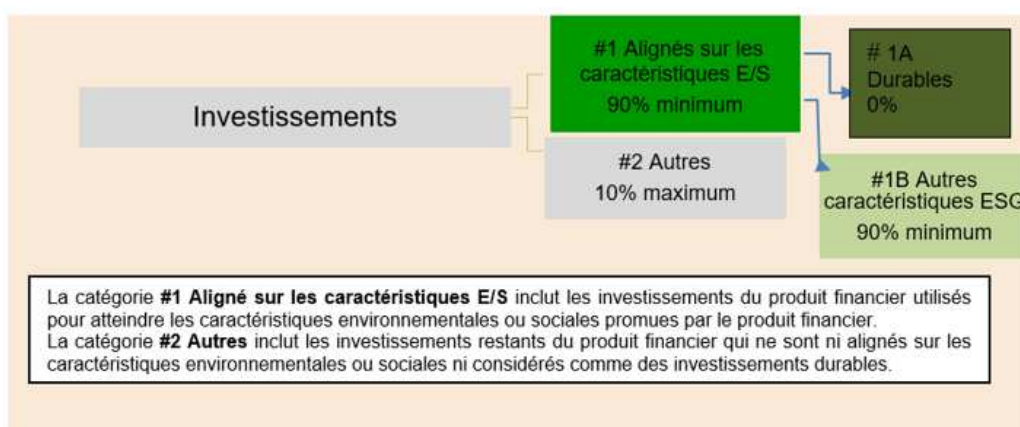 #1 Alignés sur les
caractéristiques E/S
90% minimum
# 1A
Durables
0%
Investissements
#2 Autres
10% maximum
#1B Autres
caractéristiques ESG
90% minimum
La catégorie #1 Aligné sur les caractéristiques E/S inclut les investissements du produit financier utilisés
pour atteindre les caractéristiques environnementales ou sociales promues par le produit financier.
La catégorie #2 Autres inclut les investissements restants du produit financier qui ne sont ni alignés sur les
caractéristiques environnementales ou sociales ni considérés comme des investissements durables.